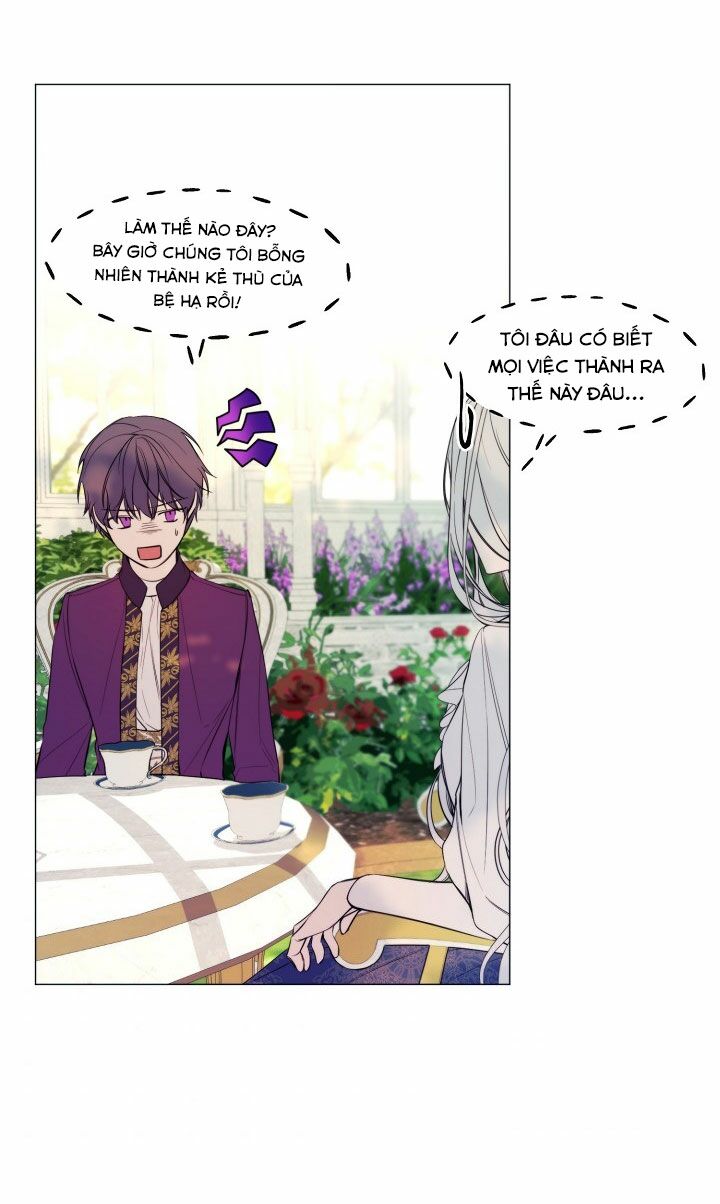 LÀM THẾ NÀO ĐÂY?
BÂY GIỜ CHÚNG TÔI BỖNG
NHIÊN THÀNH KẺ THÙ CỦA
BỆ HẠ RỒI!
TÔI ĐÂU CÓ BIẾT
MỌI VIỆC THÀNH RA
THẾ NÀY ĐÂU...